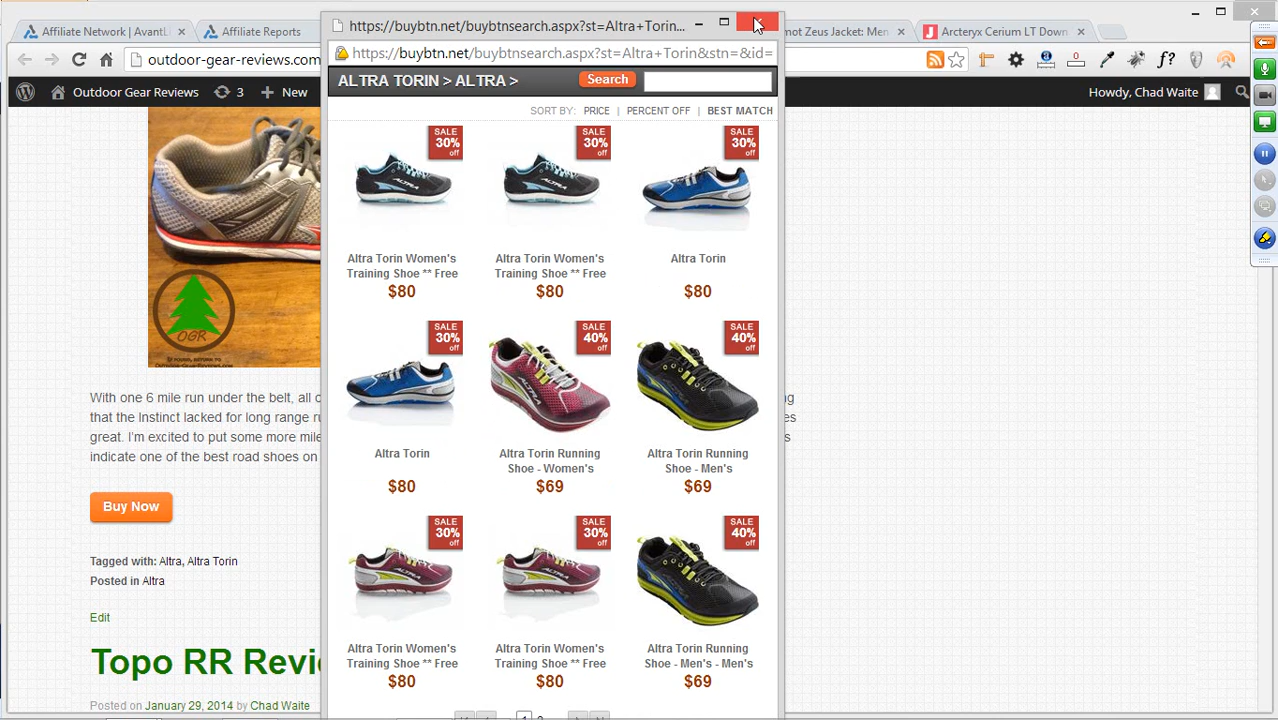 Affiliate Network | AvantL
Affiliate Reportin
https://buybtn.net/buybtnsearch.aspx?st=Altra+Torin...
mot Zeus Jacket: Men
Arcteryx Cerium LT Down
outdoor-gear-reviews.com
https://buybtn.net/buybtnsearch.aspx?st=Altra+Torin&stn=&id=
Outdoor Gear Reviews
3
New
Howdy, Chad Waite
ALTRA TORIN > ALTRA >
Search
SORT BY: PRICE | PERCENT OFF | BEST MATCH
SALE 30% off
SALE 30% off
SALE 30% off
Altra Torin Women's
Training Shoe ** Free
$80
Altra Torin Women's
Training Shoe ** Free
$80
Altra Torin
$80
SALE 30% off
SALE 40% off
SALE 40% off
Altra Torin
$80
Altra Torin Running
Shoe - Women's
$69
Altra Torin Running
Shoe - Men's
$69
SALE 30% off
SALE 30% off
SALE 40% off
Altra Torin Women's
Training Shoe ** Free
$80
Altra Torin Women's
Training Shoe ** Free
$80
Altra Torin Running
Shoe - Men's - Men's
$69
OGR
Outdoor-Gear-Reviews.com
With one 6 mile run under the belt, all
that the Instinct lacked for long range
great. I'm excited to put some more
indicate one of the best road shoes on
Buy Now
Tagged with: Altra, Altra Torin
Posted in Altra
Edit
Topo RR Revi
Posted on January 29, 2014 by Chad Waite